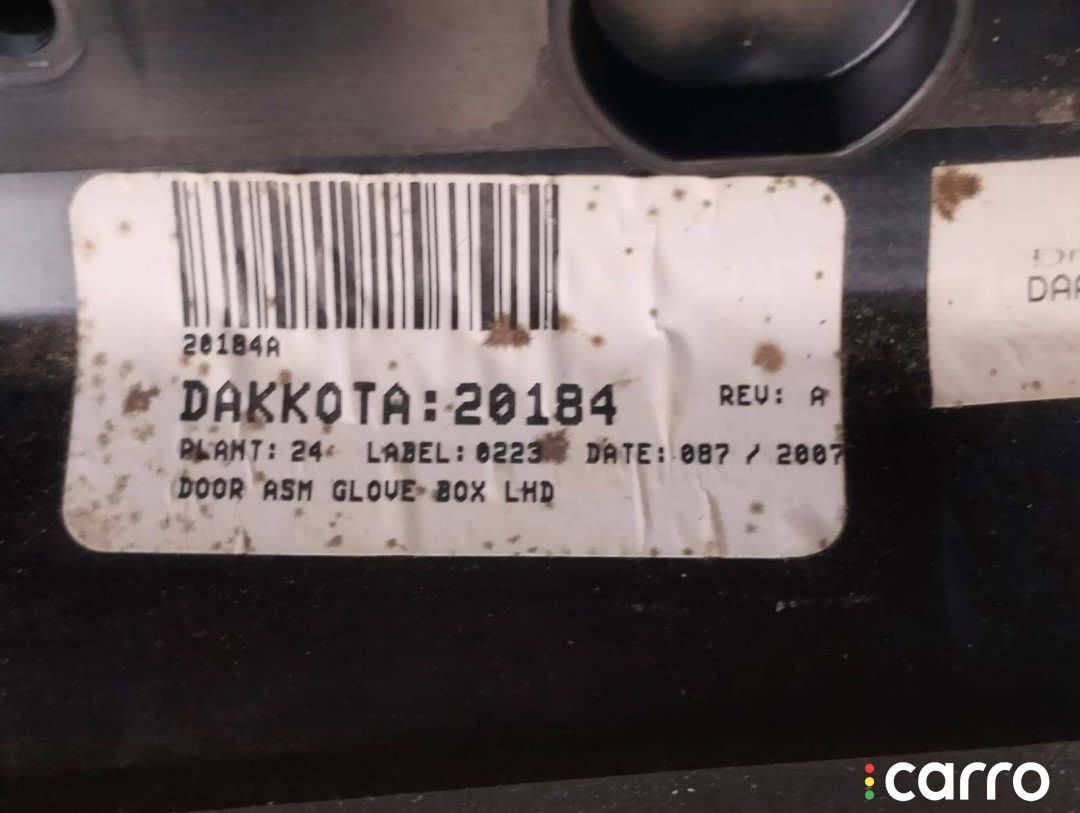 20184A
DAKKOTA:20184
REV: A
PLANT: 24 LABEL: 0223 DATE: 087 / 2007
DOOR ASM GLOVE BOX LHD
carro